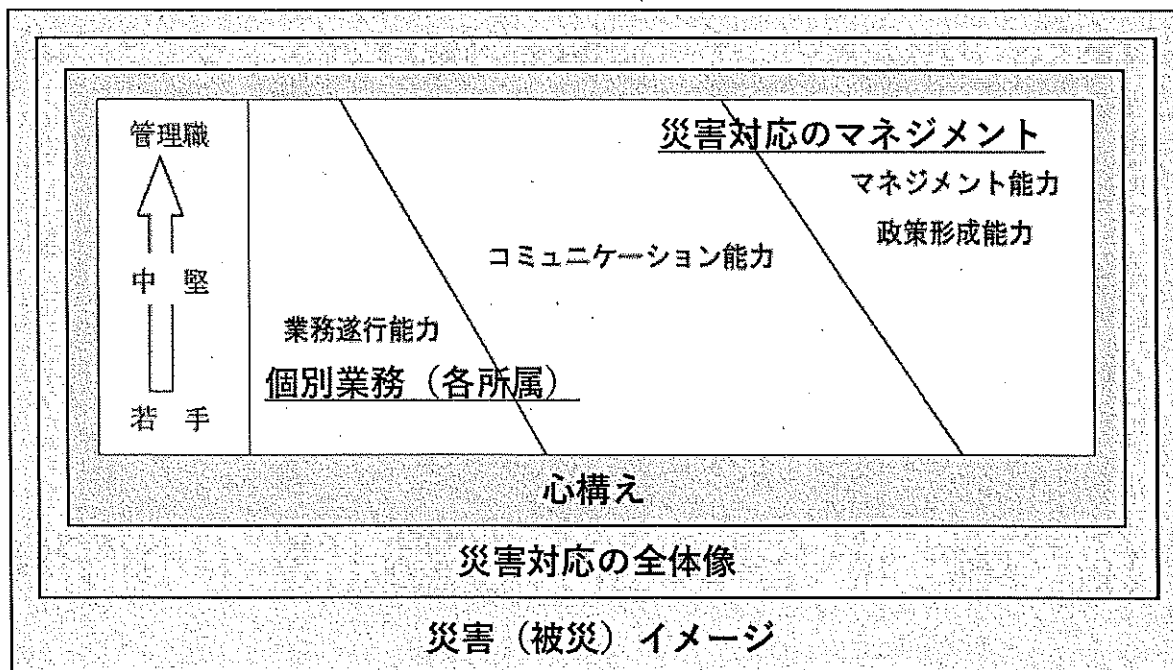 管理職
中 堅
若 手
災害対応のマネジメント
マネジメント能力
政策形成能力
コミュニケーション能力
業務遂行能力
個別業務（各所属）
心構え
災害対応の全体像
災害（被災）イメージ